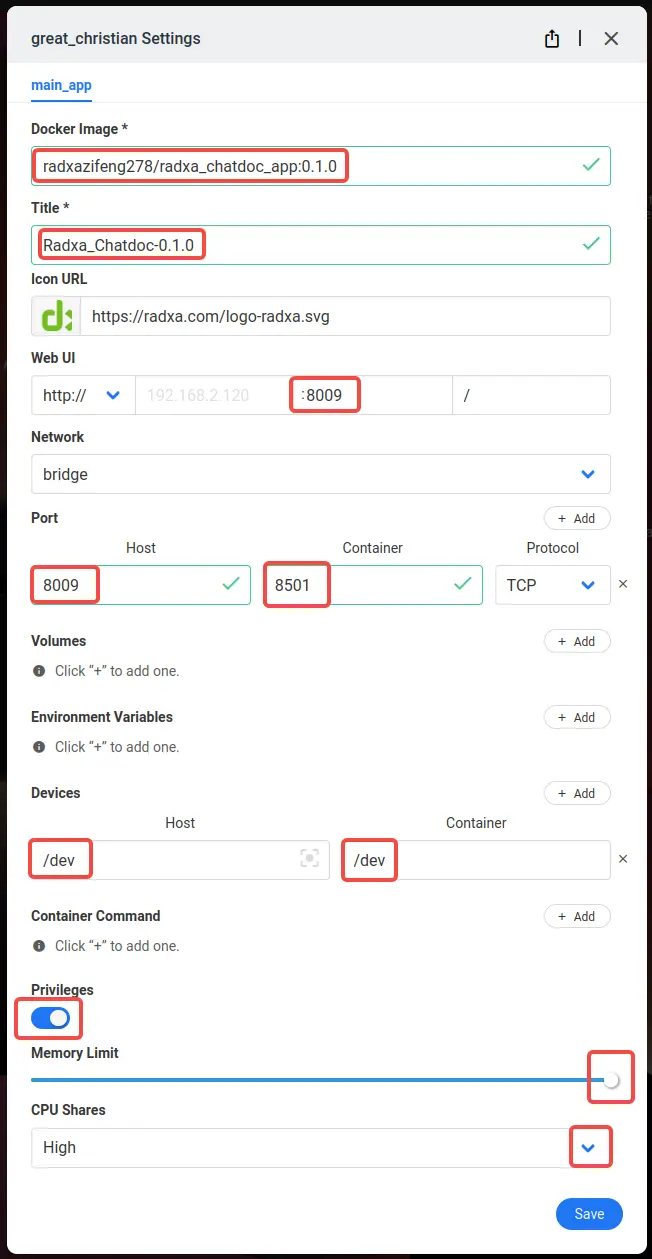 great_christian Settings
main_app
Docker Image *
radxazifeng278/radxa_chatdoc_app:0.1.0
Title *
Radxa_Chatdoc-0.1.0
Icon URL
https://radxa.com/logo-radxa.svg
Web UI
http:// 192.168.2.120 :8009 /
Network
bridge
Port + Add
Host Container Protocol
8009 8501 TCP ×
Volumes + Add
Click “+” to add one.
Environment Variables + Add
Click “+” to add one.
Devices + Add
Host Container
/dev /dev ×
Container Command + Add
Click “+” to add one.
Privileges
Memory Limit
CPU Shares
High
Save